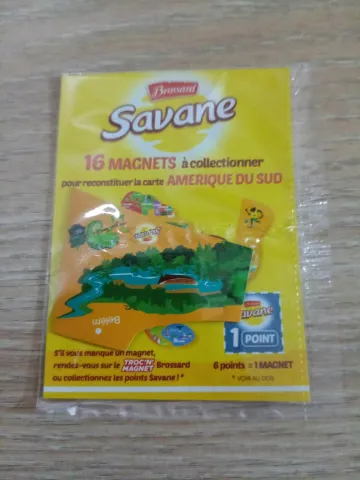 Brossard
Savane
16 MAGNETS à collectionner
pour reconstituer la carte AMERIQUE DU SUD
Belém
Brossard
Savane
1 POINT
S'il vous manque un magnet,
rendez-vous sur le TROC'N' MAGNET Brossard
ou collectionnez les points Savane ! *
6 points = 1 MAGNET
* VOIR AU DOS